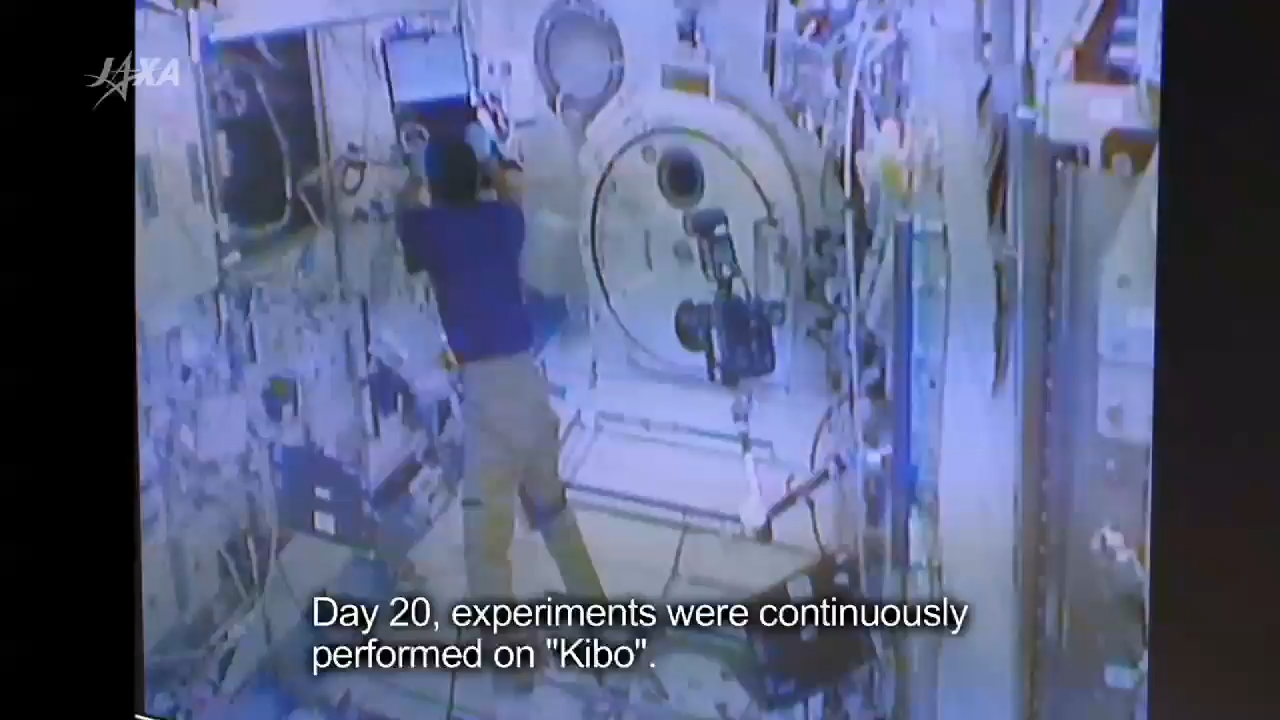 JAXA
Day 20, experiments were continuously
performed on "Kibo".